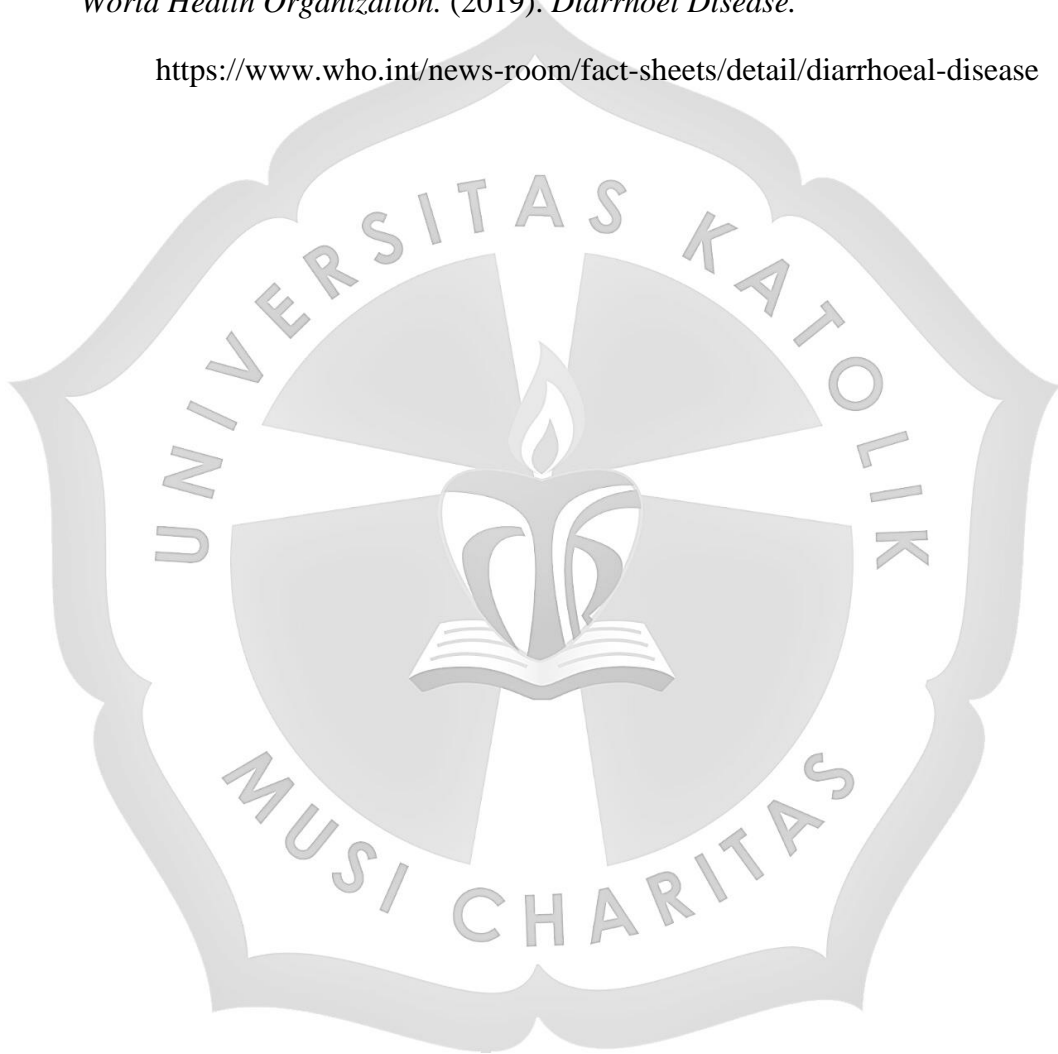 World Health Organization. (2019). Diarrhoel Disease.
https://www.who.int/news-room/fact-sheets/detail/diarrhoeal-disease
UNIVERSITAS KATOLIK
MUSI CHARITAS